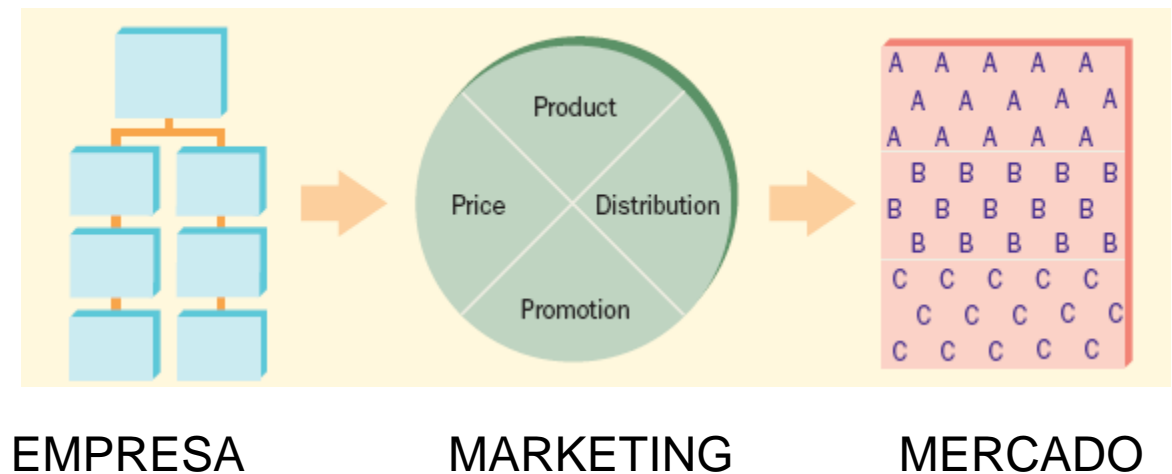 Product
Price Distribution
Promotion
A A A A A
A A A A A
A A A A A
B B B B B
B B B B B
B B B B B
C C C C C
C C C C C
C C C C C
EMPRESA MARKETING MERCADO